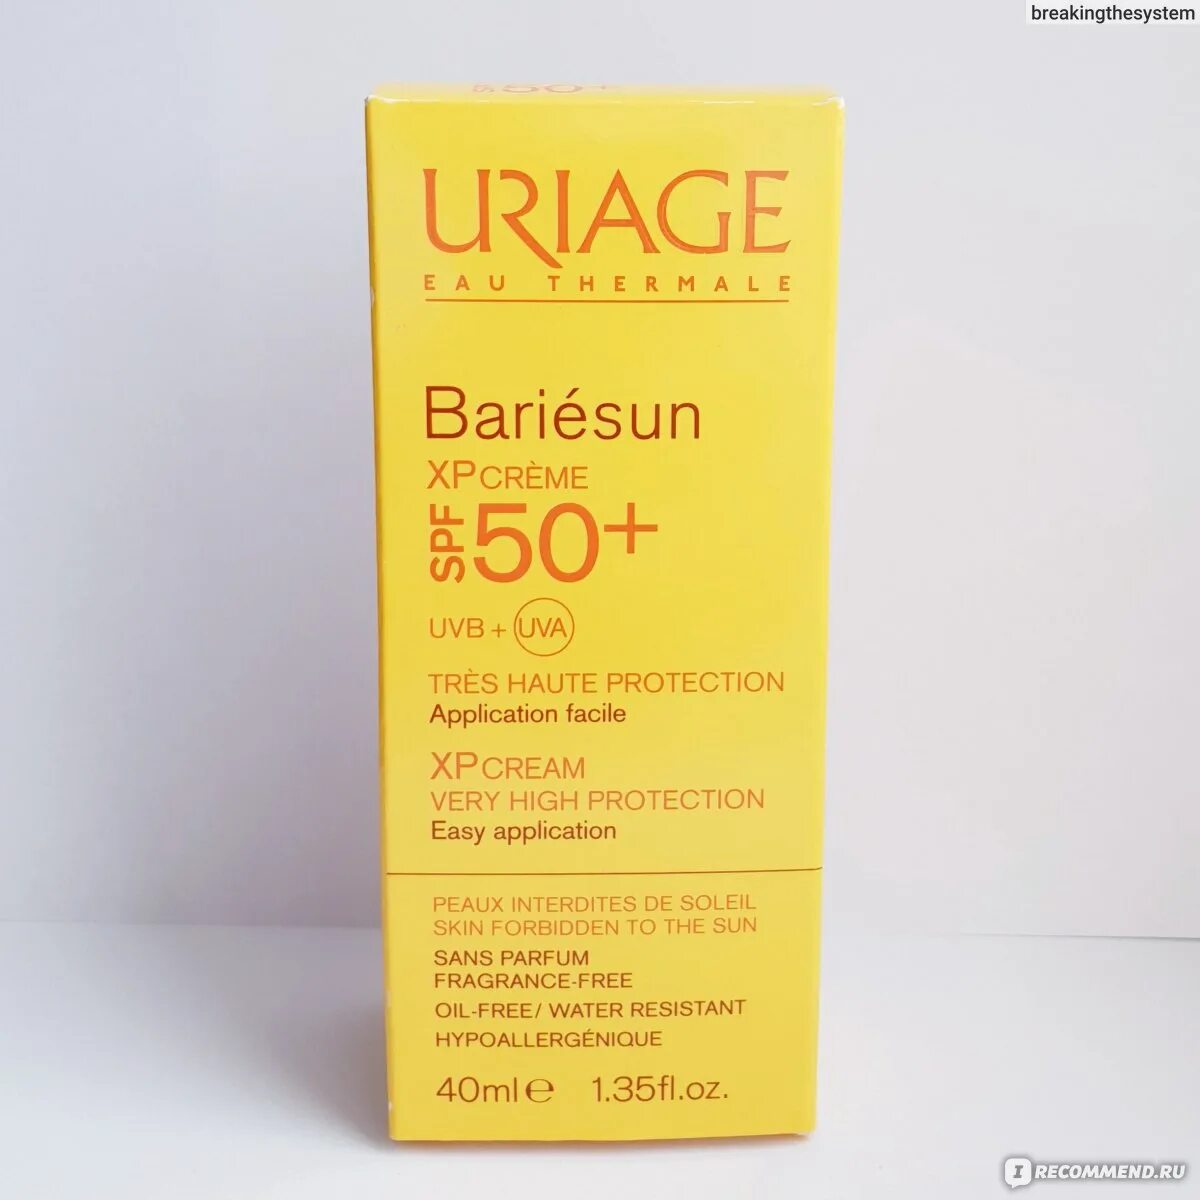 breakingthesystem
SPF 50+
URIAGE
EAU THERMALE
Bariésun
XP CRÈME
SPF 50+
UVB + UVA
TRÈS HAUTE PROTECTION
Application facile
XP CREAM
VERY HIGH PROTECTION
Easy application
PEAUX INTERDITES DE SOLEIL
SKIN FORBIDDEN TO THE SUN
SANS PARFUM
FRAGRANCE-FREE
OIL-FREE/ WATER RESISTANT
HYPOALLERGÉNIQUE
40ml e 1.35fl.oz.
I RECOMMEND.RU